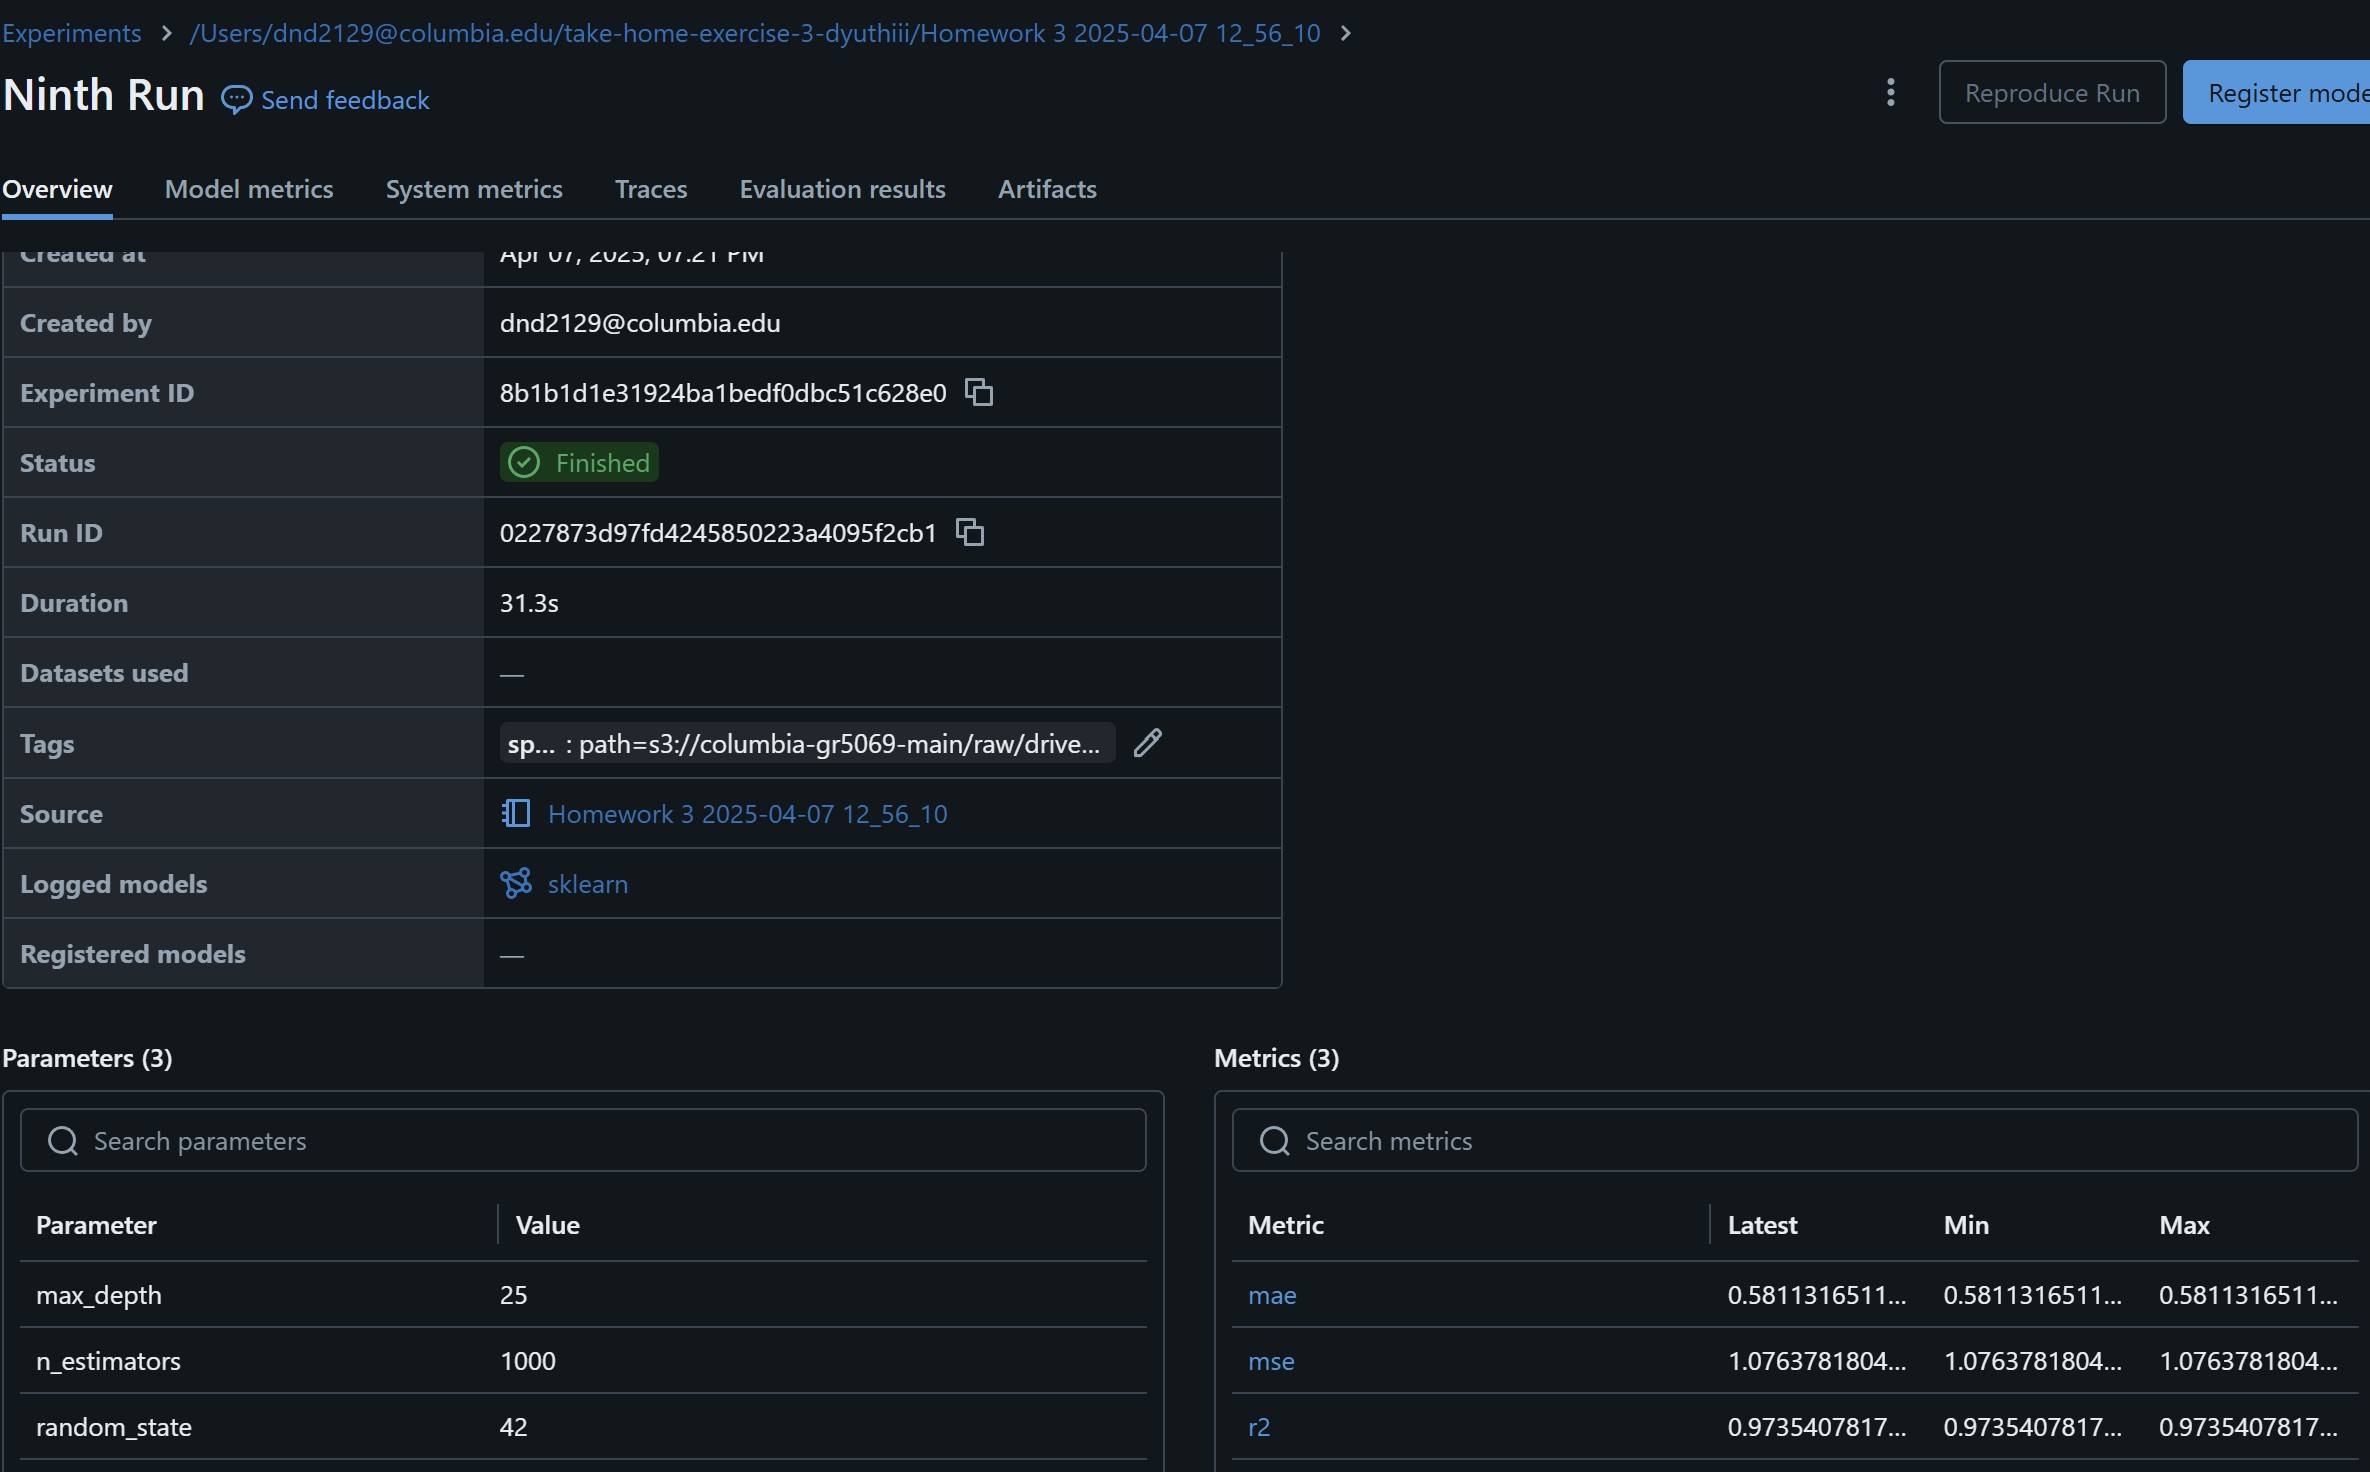 Experiments > /Users/dnd2129@columbia.edu/take-home-exercise-3-dyuthiii/Homework 3 2025-04-07 12_56_10 >
Ninth Run Send feedback
Reproduce Run
Register mode
Overview Model metrics System metrics Traces Evaluation results Artifacts
Created at Apr 07, 2025, 07:21 PM
Created by dnd2129@columbia.edu
Experiment ID 8b1b1d1e31924ba1bedf0dbc51c628e0
Status Finished
Run ID 0227873d97fd4245850223a4095f2cb1
Duration 31.3s
Datasets used —
Tags sp... : path=s3://columbia-gr5069-main/raw/drive...
Source Homework 3 2025-04-07 12_56_10
Logged models sklearn
Registered models —
Parameters (3)
Search parameters
Parameter Value
max_depth 25
n_estimators 1000
random_state 42
Metrics (3)
Search metrics
Metric Latest Min Max
mae 0.5811316511... 0.5811316511... 0.5811316511...
mse 1.0763781804... 1.0763781804... 1.0763781804...
r2 0.9735407817... 0.9735407817... 0.9735407817...